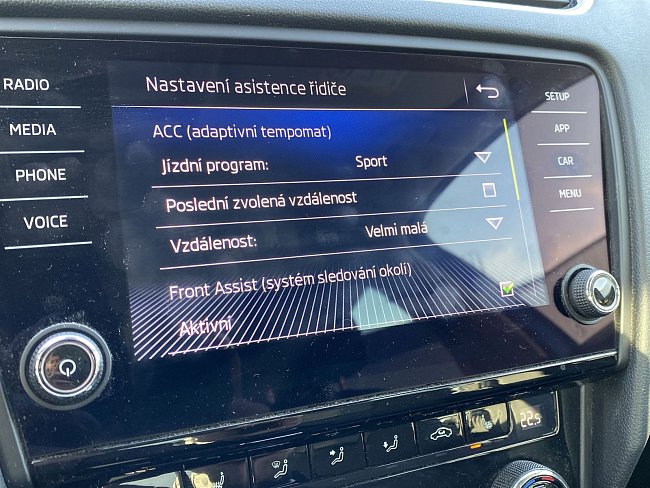 RADIO
MEDIA
PHONE
VOICE
Nastavení asistence řidiče
ACC (adaptivní tempomat)
Jízdní program: Sport
Poslední zvolená vzdálenost
Vzdálenost: Velmi malá
Front Assist (systém sledování okolí)
Aktivní
SETUP
APP
CAR
MENU
22.5